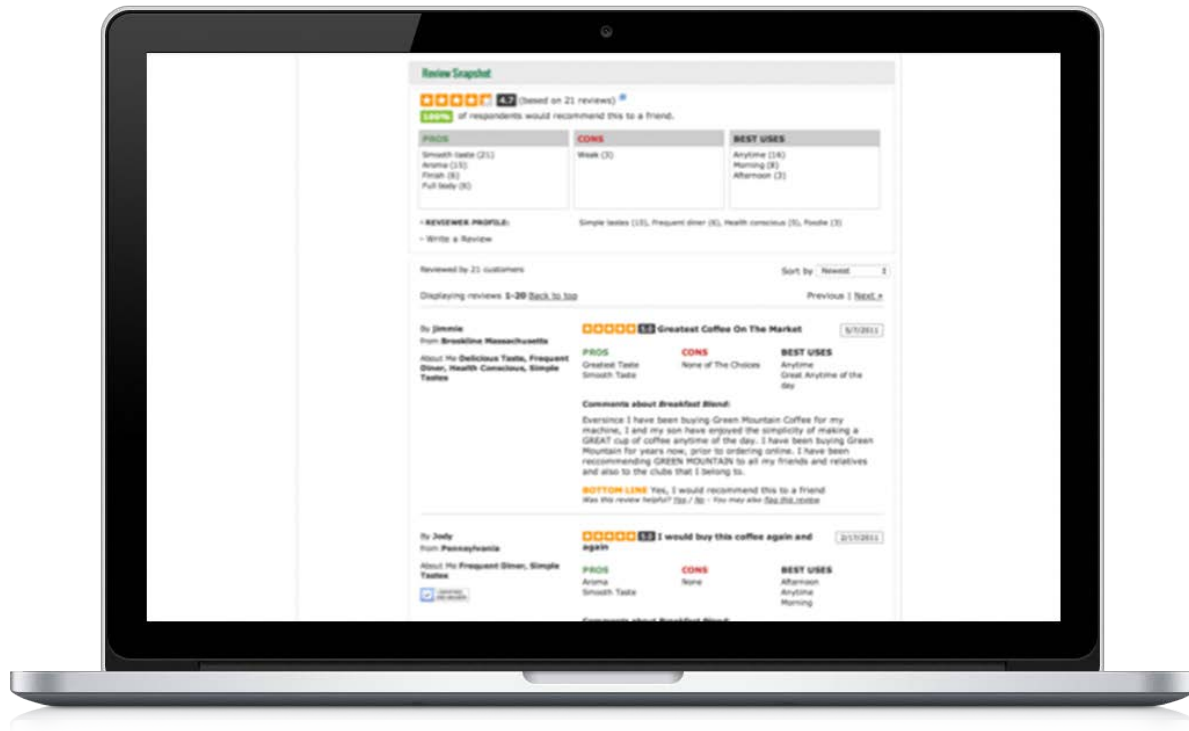 Review Snapshot
4.7 (based on 21 reviews)
100% of respondents would recommend this to a friend.
PROS CONS BEST USES
Smooth taste (21) Weak (3) Anytime (16)
Aroma (15) Morning (8)
Finish (6) Afternoon (3)
Full body (6)
REVIEWER PROFILE: Simple tastes (15), Frequent diner (6), Health conscious (5), Foodie (3)
Write a Review
Reviewed by 21 customers Sort by Newest
Displaying reviews 1-20 Back to top Previous | Next »
By Jimmie 5.0 Greatest Coffee On The Market 5/7/2011
from Brookline Massachusetts
About Me Delicious Taste, Frequent Diner, Health Conscious, Simple Tastes
PROS CONS BEST USES
Greatest Taste None of The Choices Anytime
Smooth Taste Great Anytime of the
day
Comments about Breakfast Blend:
Eversince I have been buying Green Mountain Coffee for my
machine, I and my son have enjoyed the simplicity of making a
GREAT cup of coffee anytime of the day. I have been buying Green
Mountain for years now, prior to ordering online. I have been
reccommending GREEN MOUNTAIN to all my friends and relatives
and also to the clubs that I belong to.
BOTTOM LINE Yes, I would recommend this to a friend
Was this review helpful? Yes / No - You may also flag this review
By Jody 5.0 I would buy this coffee again and 2/17/2011
from Pennsylvania again
About Me Frequent Diner, Simple
Tastes
PROS CONS BEST USES
Aroma None Afternoon
Smooth Taste Anytime
Morning
Comments about Breakfast Blend: